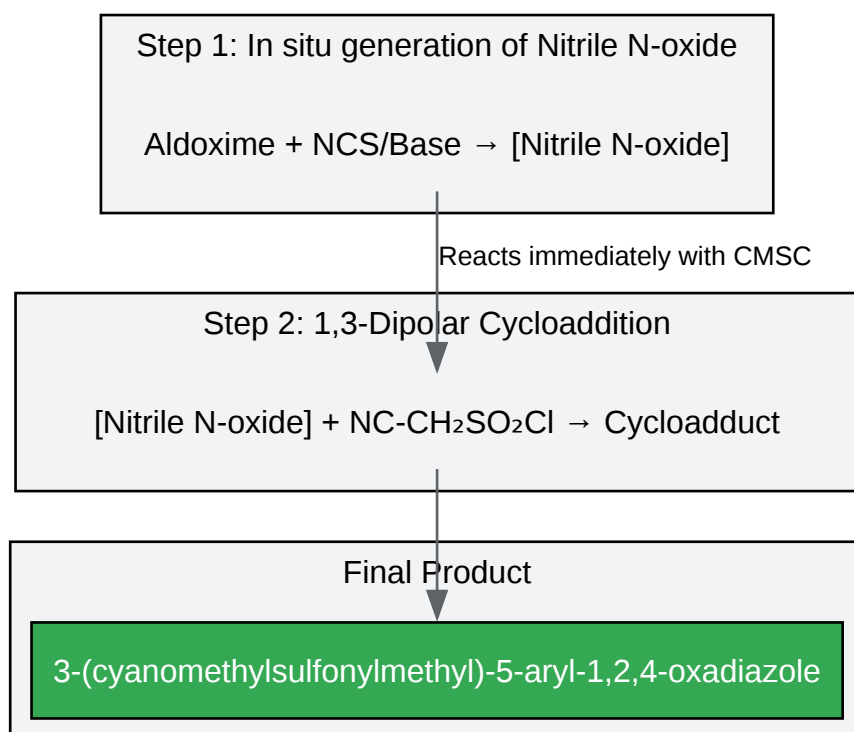 Step 1: In situ generation of Nitrile N-oxide
Aldoxime + NCS/Base → [Nitrile N-oxide]
Reacts immediately with CMSC
Step 2: 1,3-Dipolar Cycloaddition
[Nitrile N-oxide] + NC-CH₂SO₂Cl → Cycloadduct
Final Product
3-(cyanomethylsulfonylmethyl)-5-aryl-1,2,4-oxadiazole